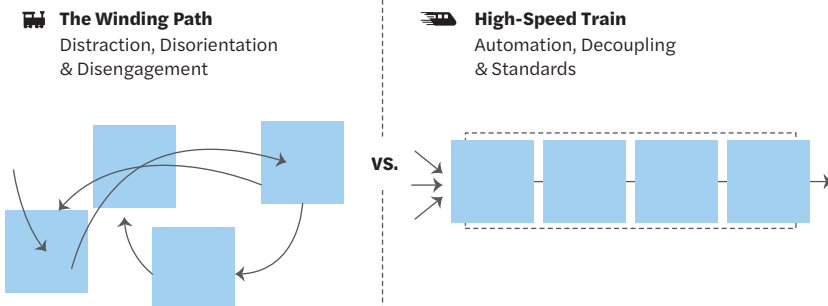 The Winding Path
Distraction, Disorientation
& Disengagement
VS.
High-Speed Train
Automation, Decoupling
& Standards